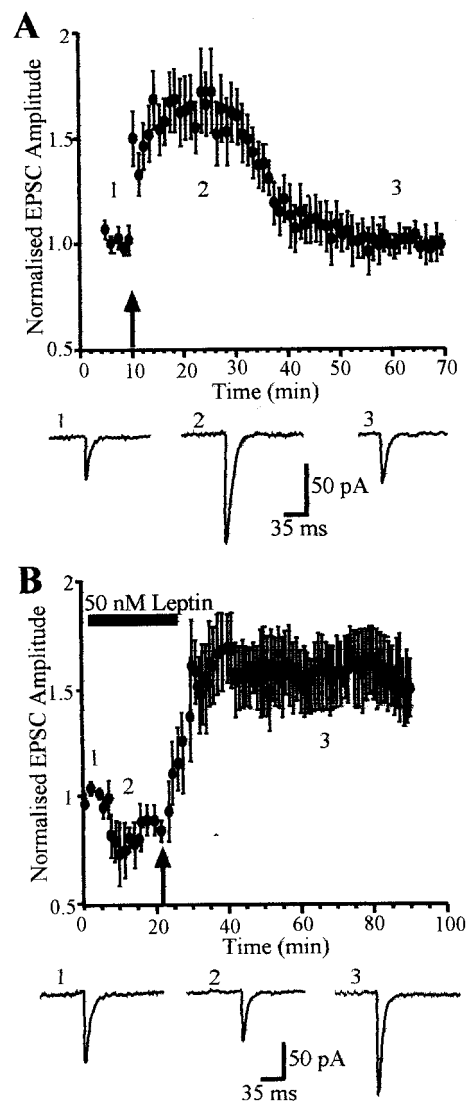 A
Normalised EPSC Amplitude
2
1.5
1.0
0.5
1
2
3
0 10 20 30 40 50 60 70
Time (min)
1 2 3
50 pA
35 ms
B
Normalised EPSC Amplitude
2
1.5
1
0.5
50 nM Leptin
1
2
3
0 20 40 60 80 100
Time (min)
1 2 3
50 pA
35 ms